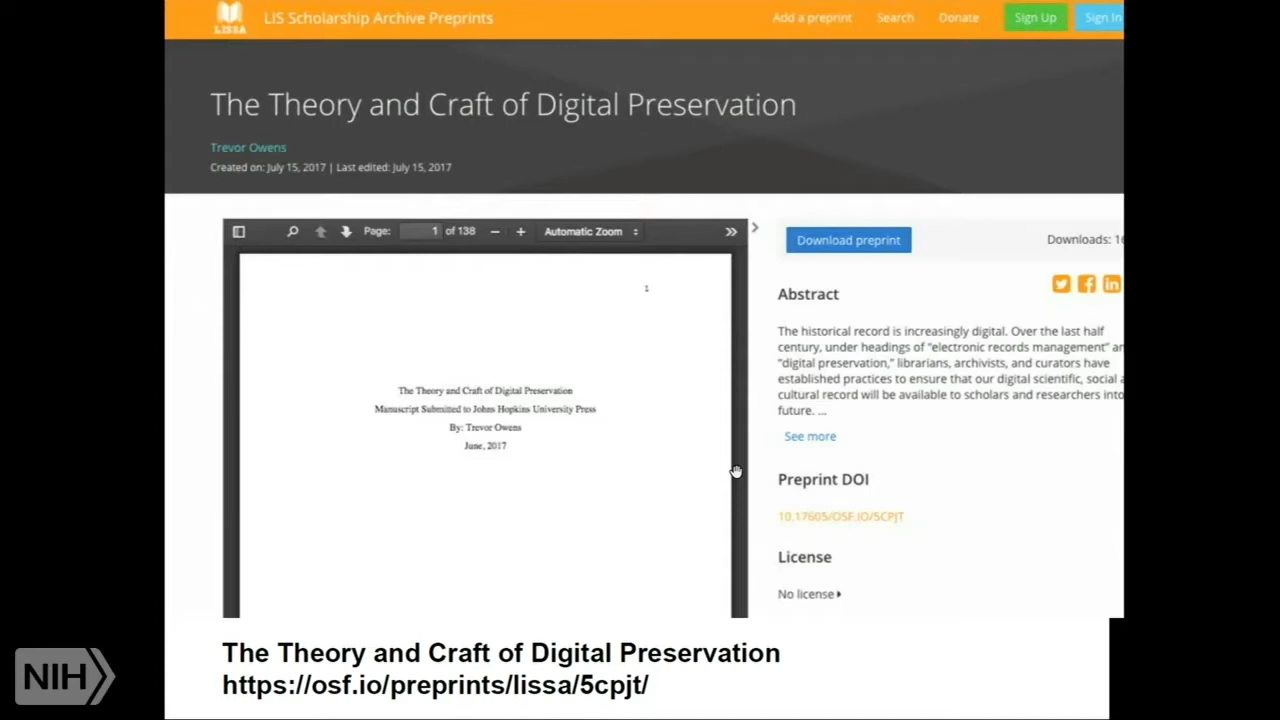 LISSA
LIS Scholarship Archive Preprints
Add a preprint
Search
Donate
Sign Up
Sign In
The Theory and Craft of Digital Preservation
Trevor Owens
Created on: July 15, 2017 | Last edited: July 15, 2017
Page: 1 of 138
Automatic Zoom
1
The Theory and Craft of Digital Preservation
Manuscript Submitted to Johns Hopkins University Press
By: Trevor Owens
June, 2017
Download preprint
Downloads: 16
Abstract
The historical record is increasingly digital. Over the last half
century, under headings of “electronic records management” an
“digital preservation,” librarians, archivists, and curators have
established practices to ensure that our digital scientific, social a
cultural record will be available to scholars and researchers into
future. ...
See more
Preprint DOI
10.17605/OSF.IO/5CPJT
License
No license
The Theory and Craft of Digital Preservation
https://osf.io/preprints/lissa/5cpjt/
NIH